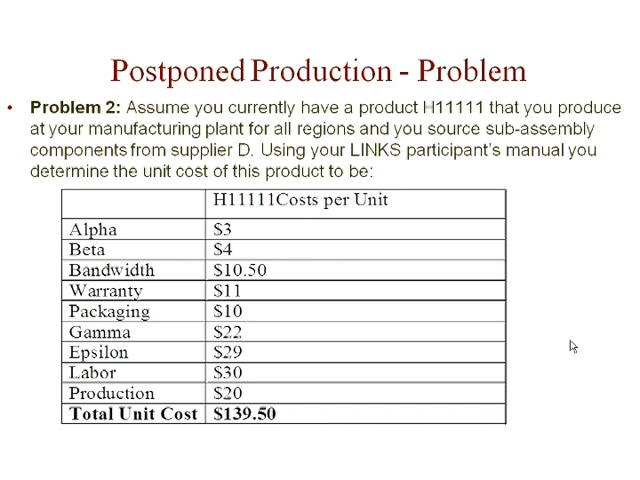 Postponed Production - Problem
• Problem 2: Assume you currently have a product H11111 that you produce
at your manufacturing plant for all regions and you source sub-assembly
components from supplier D. Using your LINKS participant's manual you
determine the unit cost of this product to be:
H11111Costs per Unit
Alpha $3
Beta $4
Bandwidth $10.50
Warranty $11
Packaging $10
Gamma $22
Epsilon $29
Labor $30
Production $20
Total Unit Cost $139.50